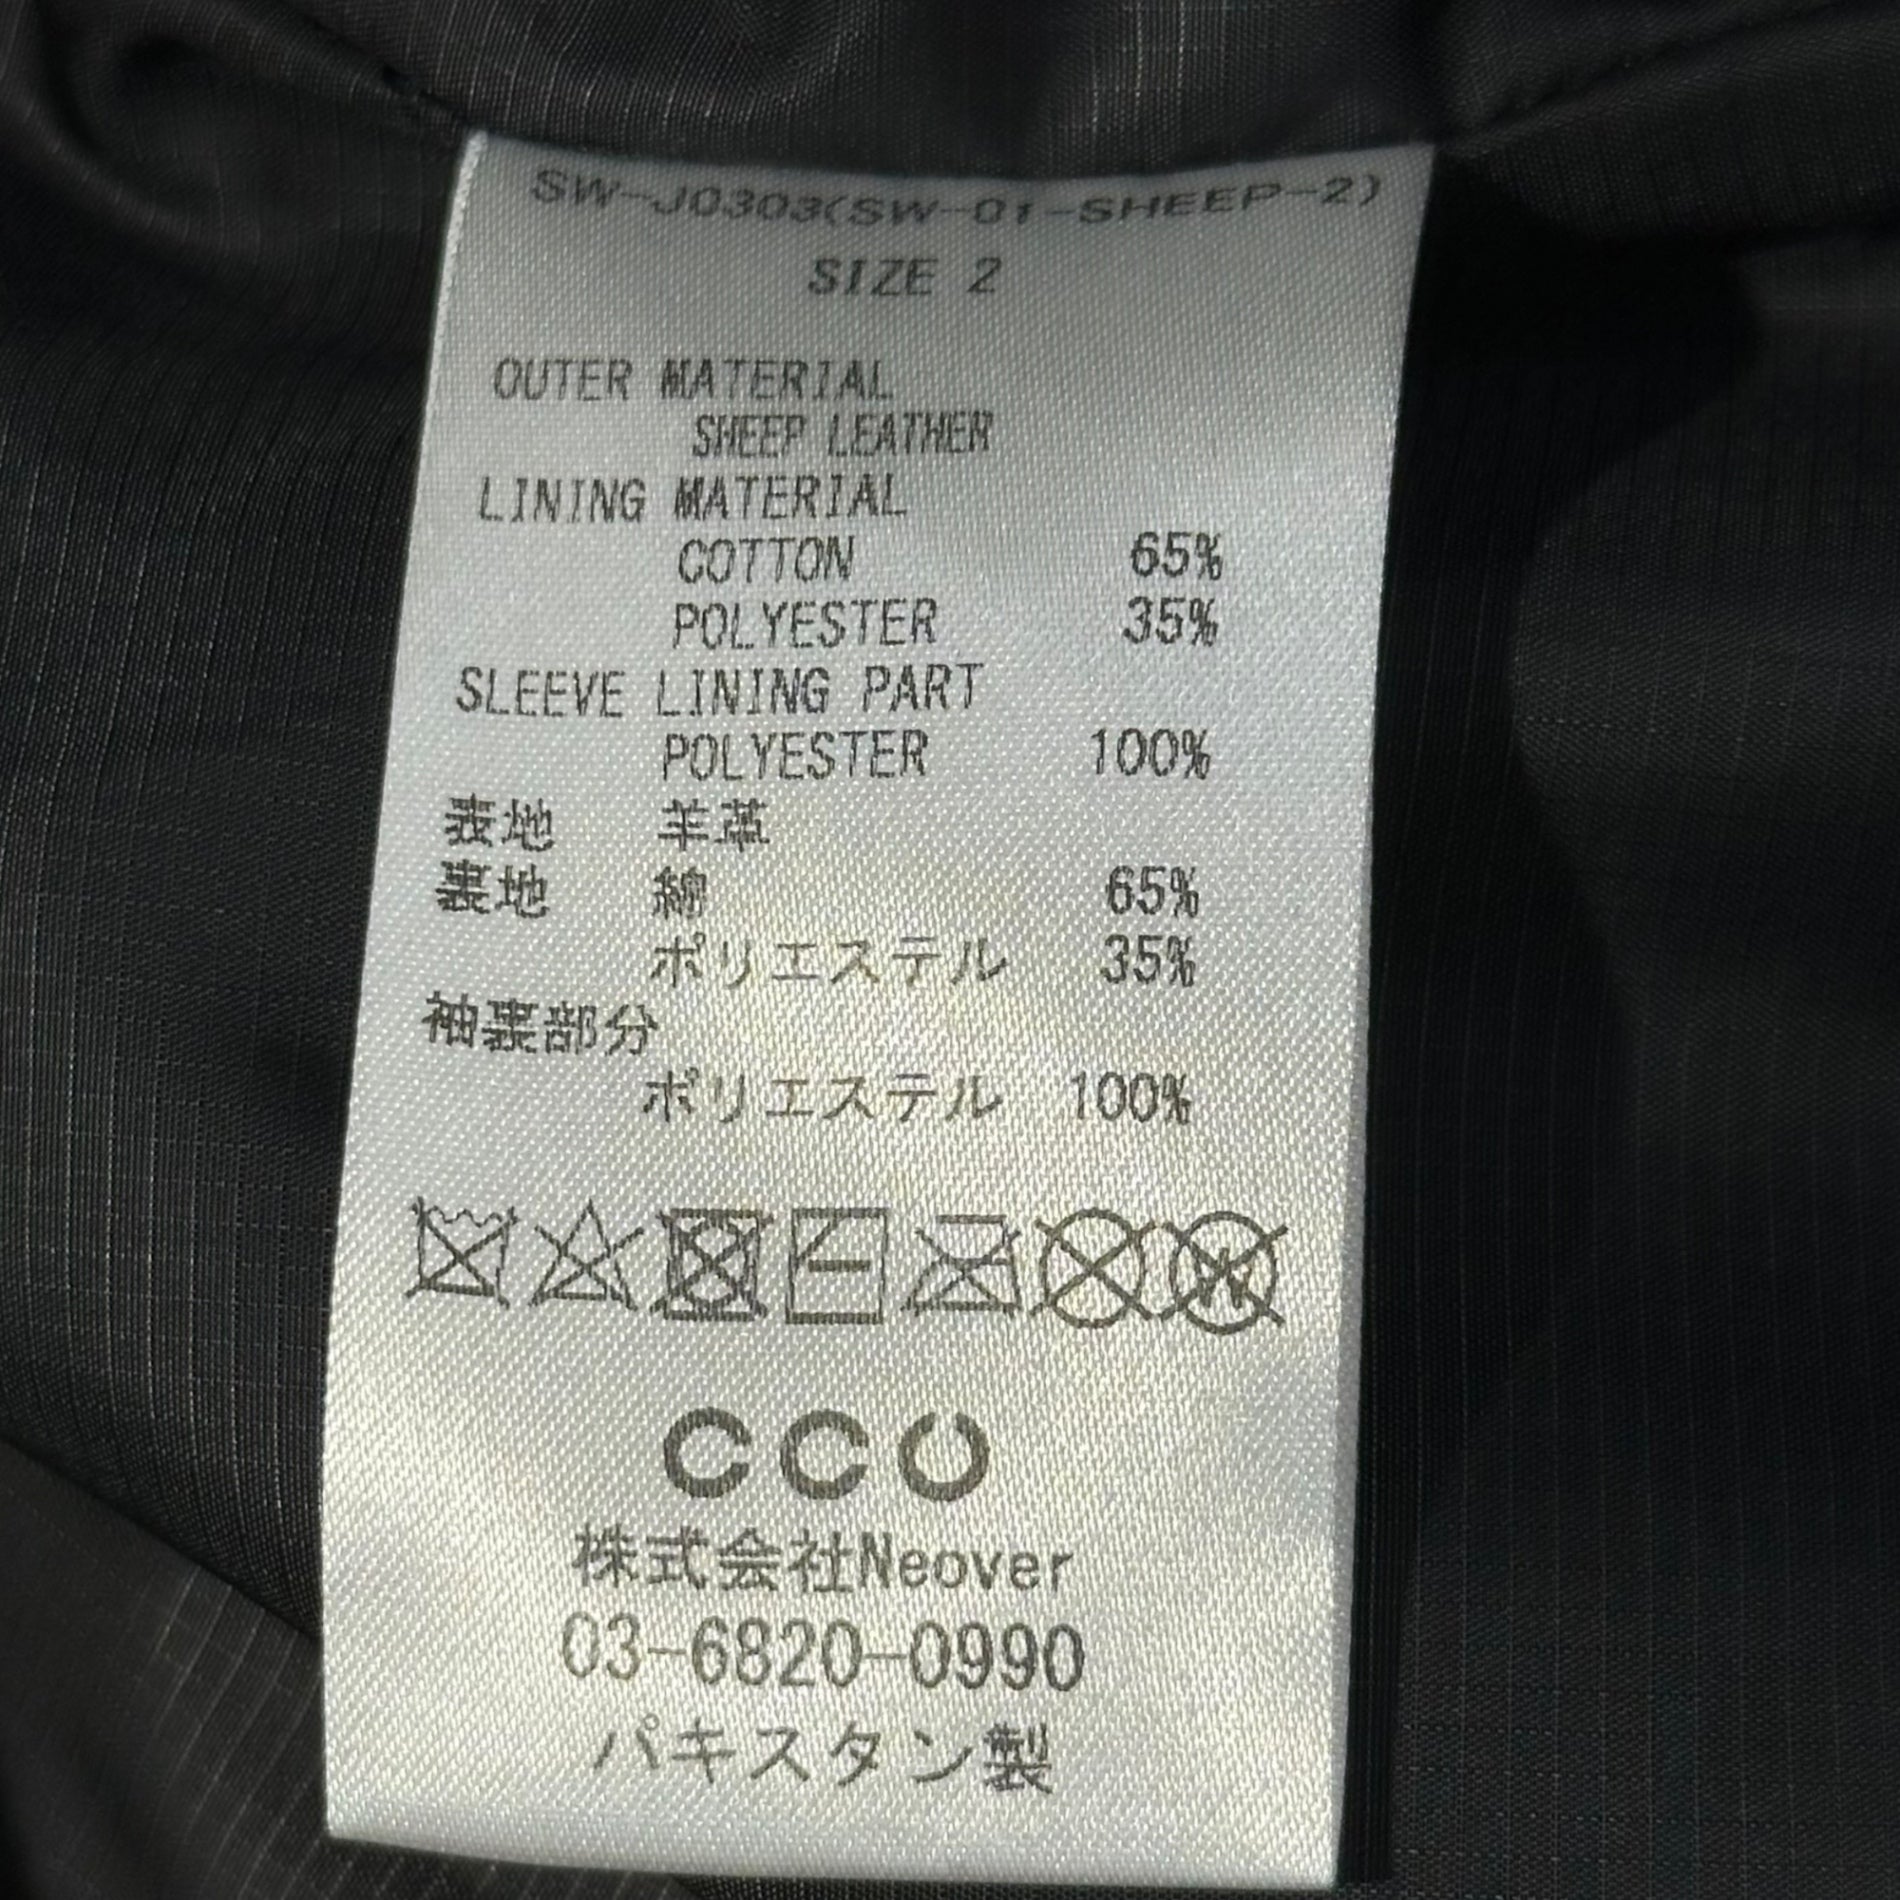 SW-J0303(SW-01-SHEEP-2)
SIZE 2
OUTER MATERIAL
SHEEP LEATHER
LINING MATERIAL
COTTON 65%
POLYESTER 35%
SLEEVE LINING PART
POLYESTER 100%
表地 羊革
裏地 綿 65%
ポリエステル 35%
袖裏部分
ポリエステル 100%
W
CCU
株式会社Neover
03-6820-0990
パキスタン製